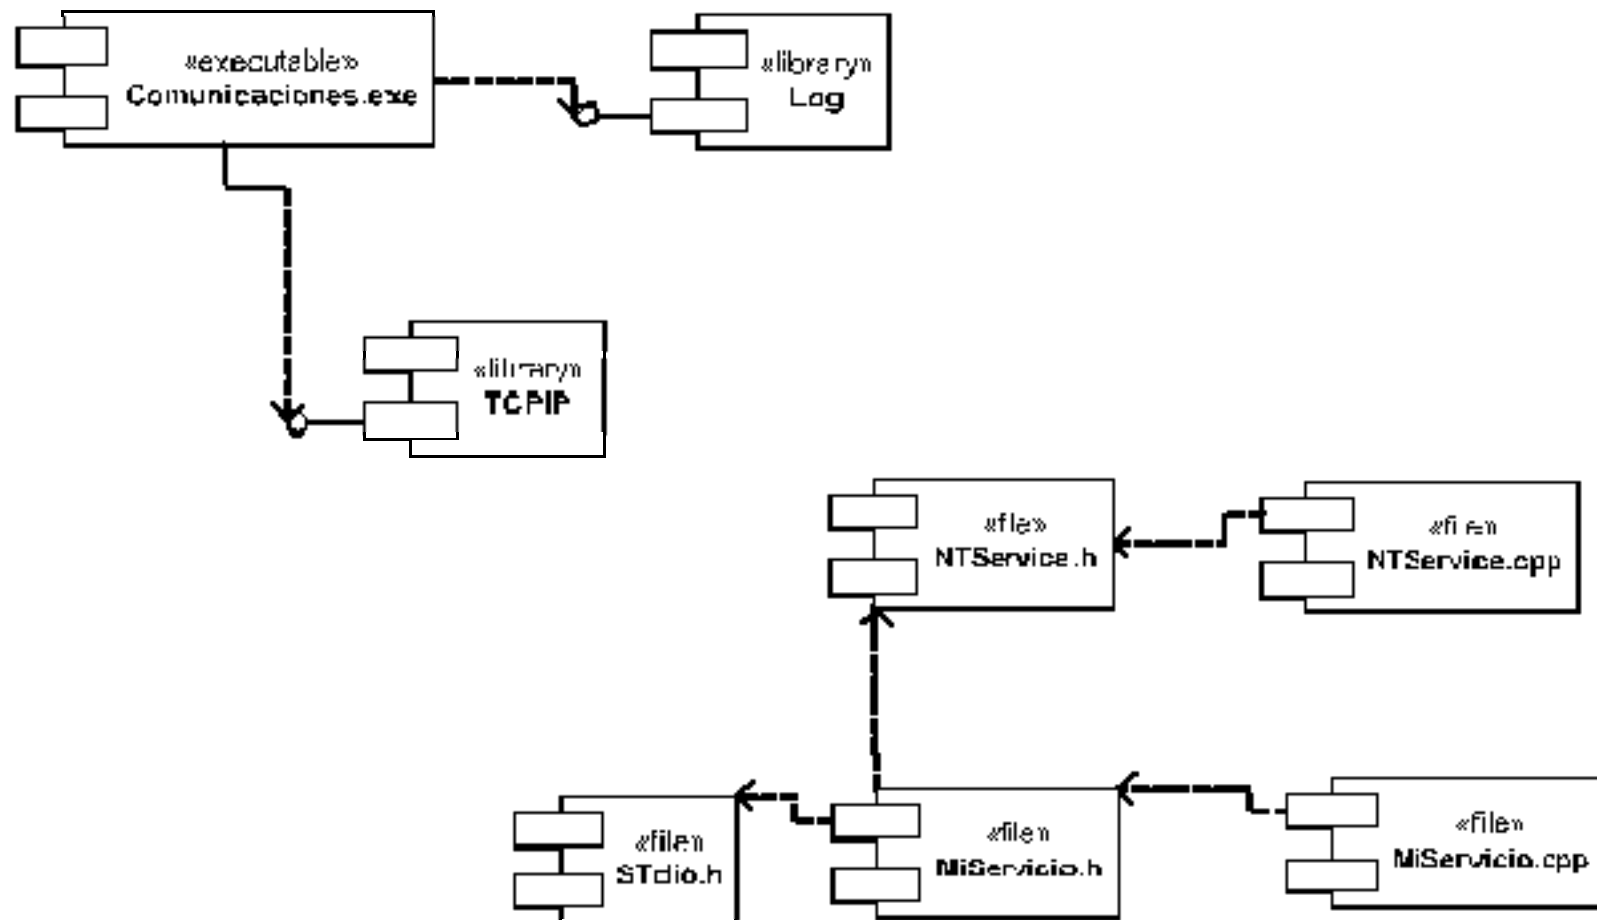 «executable»
Comunicaciones.exe
«library»
Log
«library»
TCPIP
«file»
NTService.h
«file»
NTService.cpp
«file»
STdio.h
«file»
MiServicio.h
«file»
MiServicio.cpp